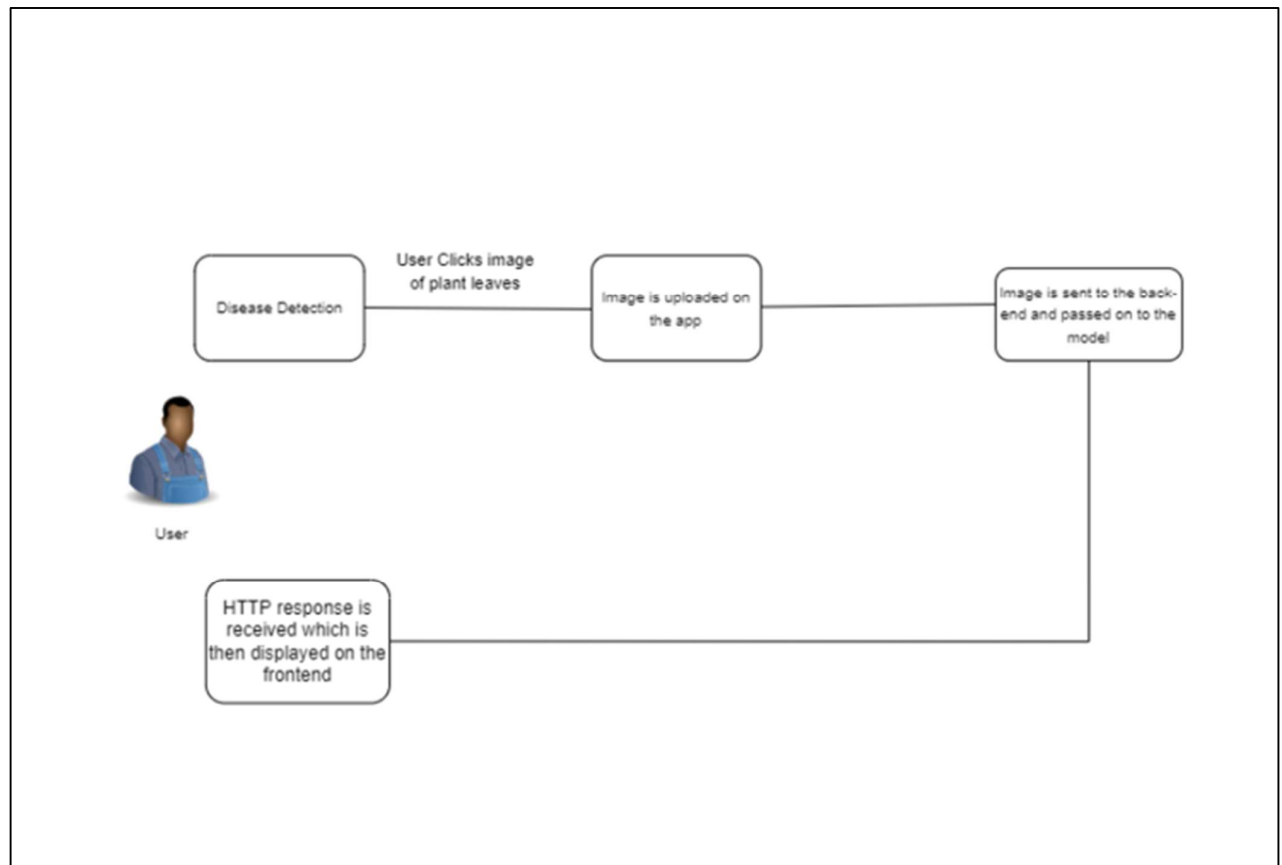 User Clicks image
of plant leaves
Disease Detection
Image is uploaded on
the app
Image is sent to the back-
end and passed on to the
model
User
HTTP response is
received which is
then displayed on the
frontend